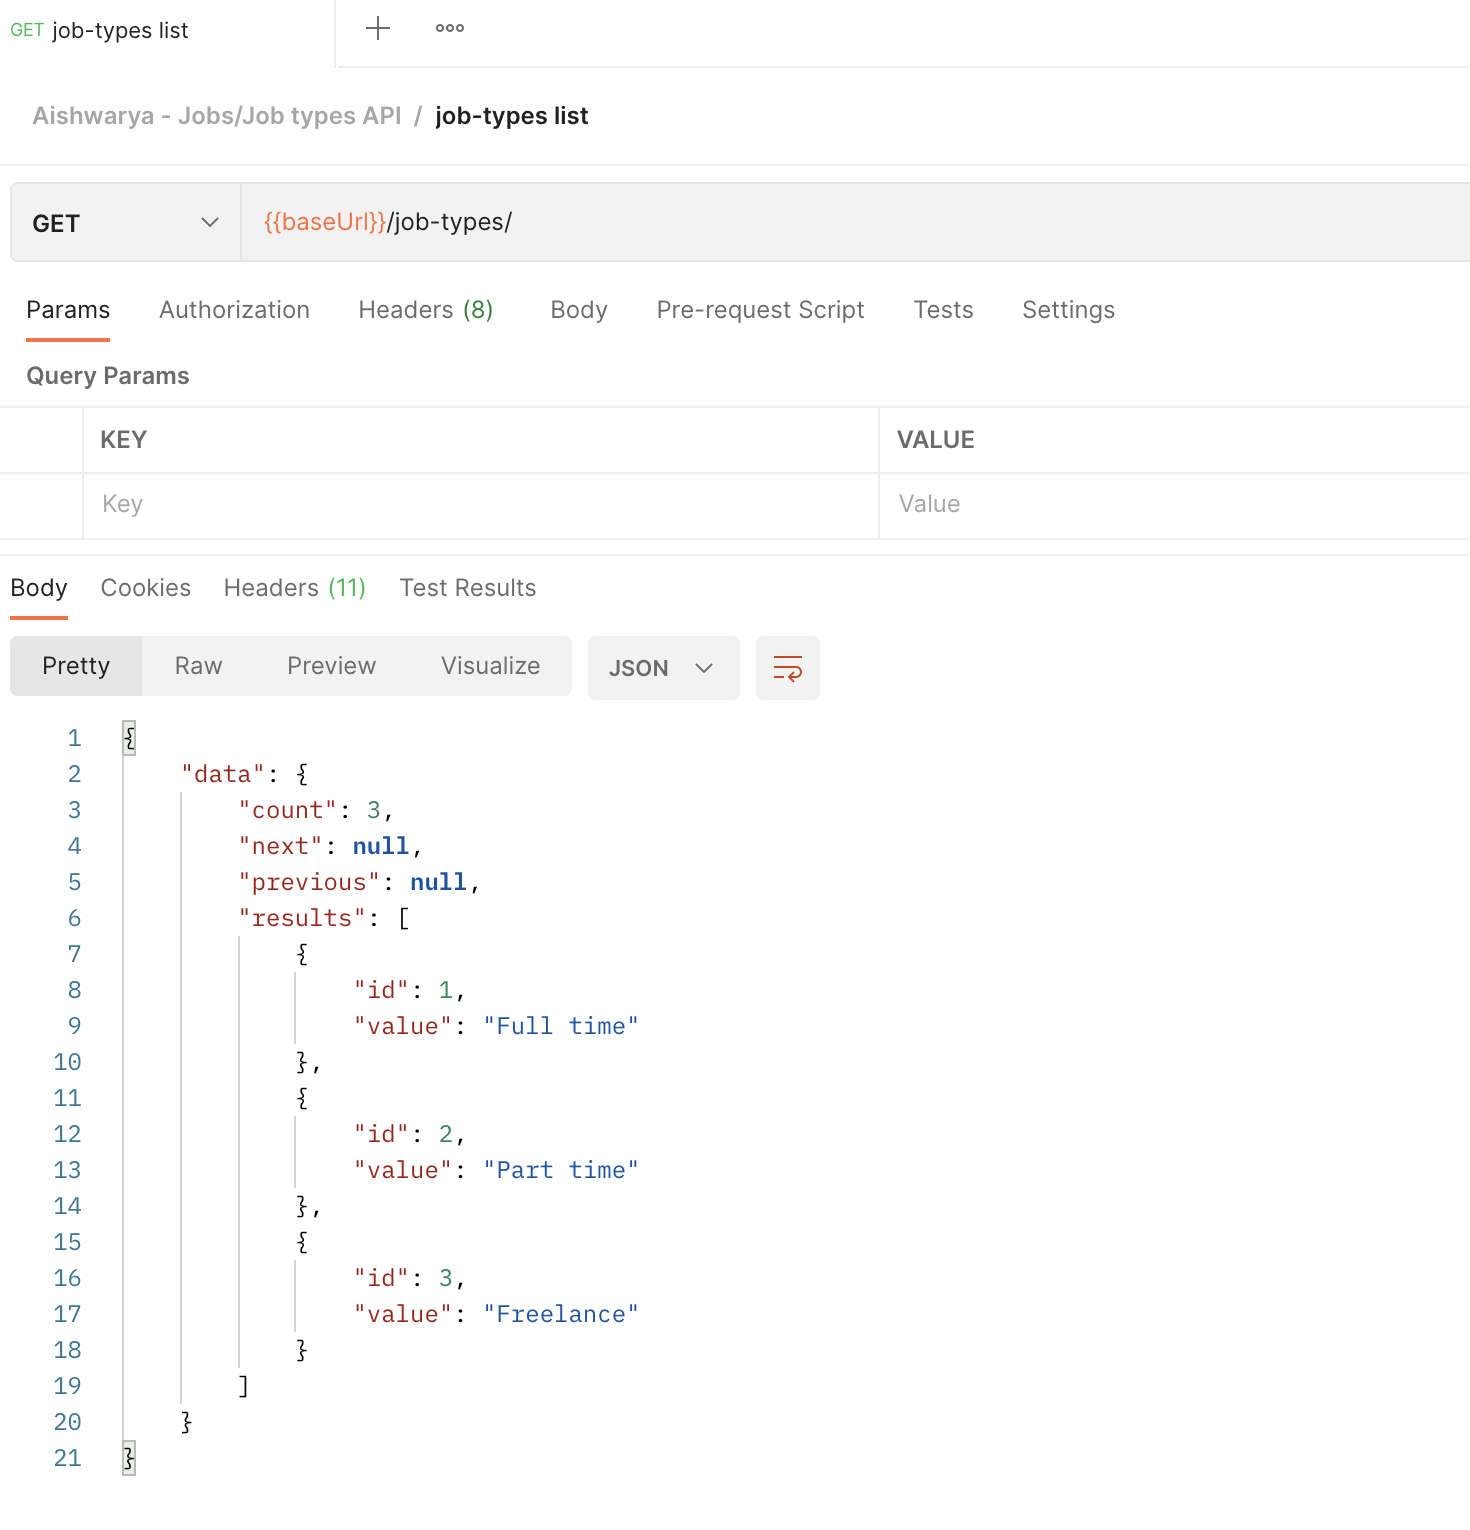 GET job-types list
Aishwarya - Jobs/Job types API / job-types list
GET {{baseUrl}}/job-types/
Params Authorization Headers (8) Body Pre-request Script Tests Settings
Query Params
KEY VALUE
Key Value
Body Cookies Headers (11) Test Results
Pretty Raw Preview Visualize JSON
1 {
2 "data": {
3 "count": 3,
4 "next": null,
5 "previous": null,
6 "results": [
7 {
8 "id": 1,
9 "value": "Full time"
10 },
11 {
12 "id": 2,
13 "value": "Part time"
14 },
15 {
16 "id": 3,
17 "value": "Freelance"
18 }
19 ]
20 }
21 }